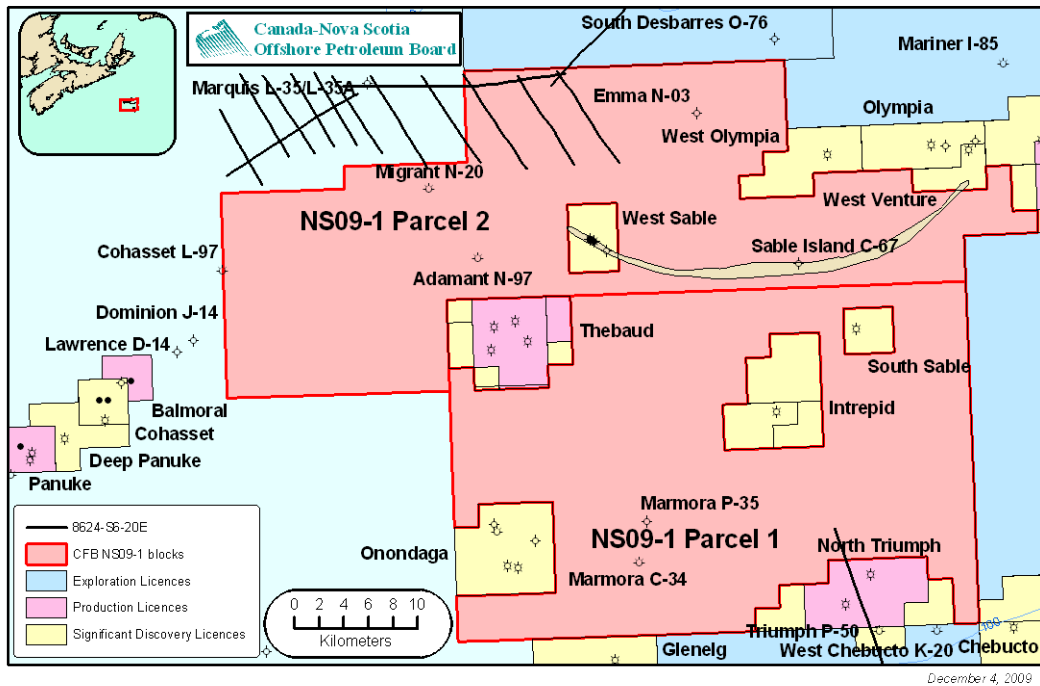 Canada-Nova Scotia
Offshore Petroleum Board
South Desbarres O-76
Mariner I-85
Marquis L-35/L-35A
Emma N-03
Olympia
West Olympia
Migrant N-20
NS09-1 Parcel 2
West Sable
West Venture
Cohasset L-97
Sable Island C-67
Adamant N-97
Dominion J-14
Thebaud
Lawrence D-14
South Sable
Balmoral
Intrepid
Cohasset
Deep Panuke
Panuke
Marmora P-35
8624-S6-20E
NS09-1 Parcel 1
North Triumph
CFB NS09-1 blocks
Onondaga
Marmora C-34
Exploration Licences
Production Licences
0 2 4 6 8 10
Kilometers
Significant Discovery Licences
100
Triumph P-50
Glenelg
West Chebucto K-20
Chebucto
December 4, 2009